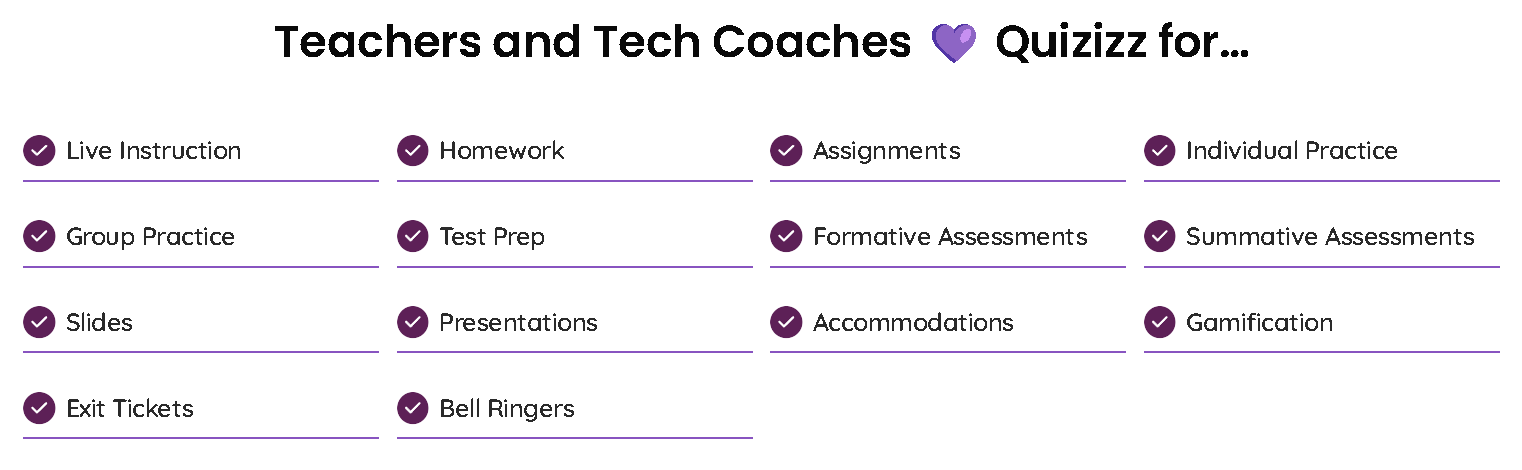 Teachers and Tech Coaches 💜 Quizizz for...
Live Instruction
Homework
Assignments
Individual Practice
Group Practice
Test Prep
Formative Assessments
Summative Assessments
Slides
Presentations
Accommodations
Gamification
Exit Tickets
Bell Ringers